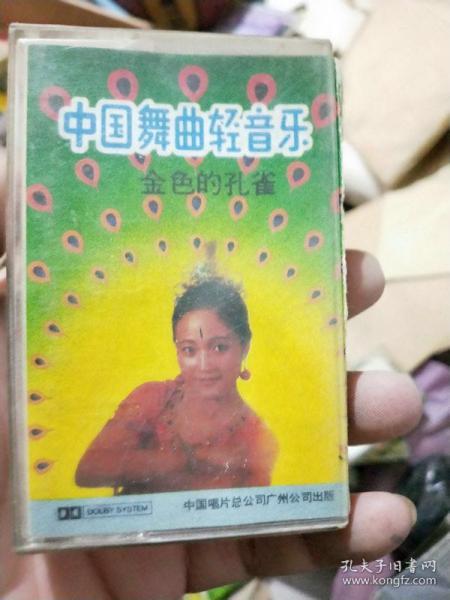 中国舞曲轻音乐
金色的孔雀
DOLBY SYSTEM
中国唱片总公司广州公司出版
孔夫子旧书网
www.kongfz.com